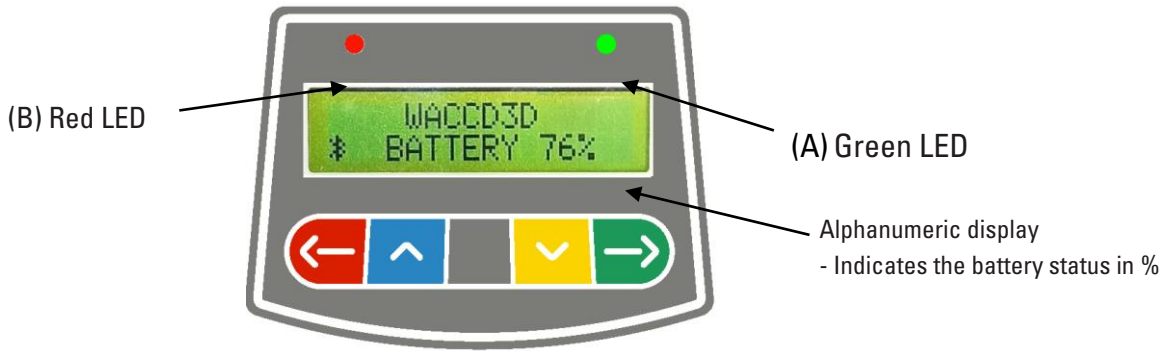 (B) Red LED
WACCD3D
BATTERY 76%
(A) Green LED
Alphanumeric display
- Indicates the battery status in %